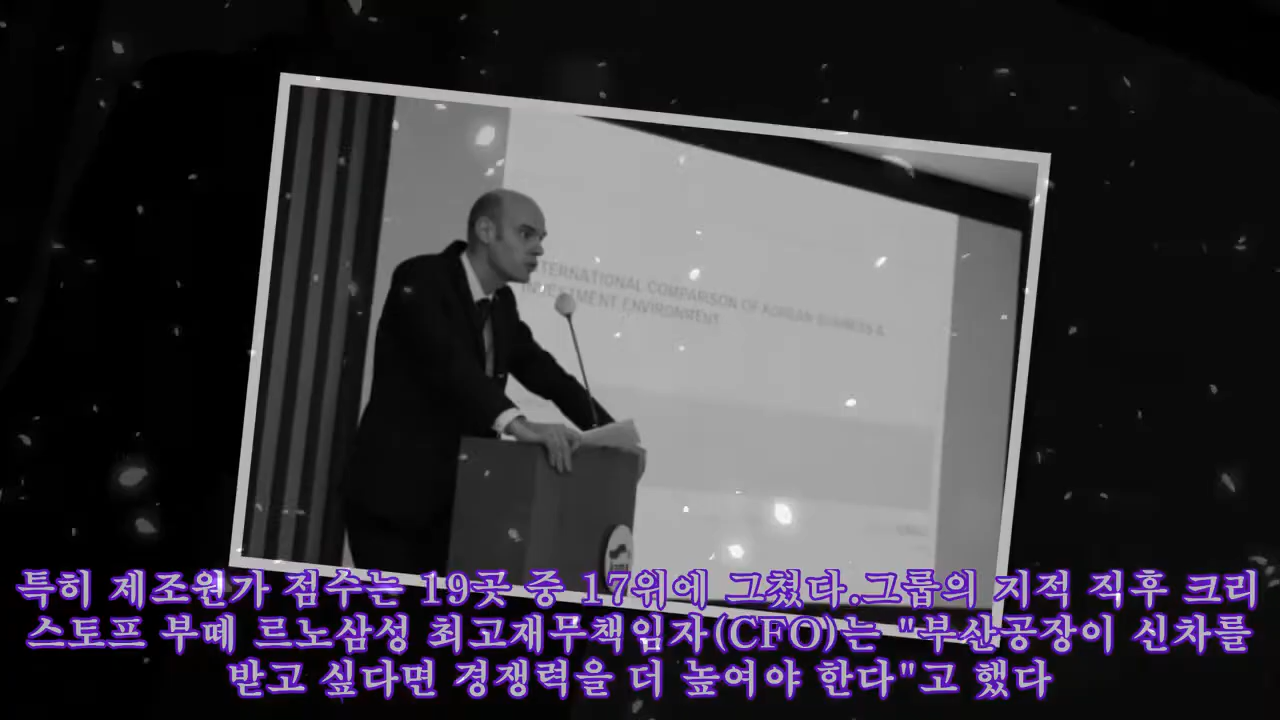 INTERNATIONAL COMPARISON OF KOREAN BUSINESS &
INVESTMENT ENVIRONMENT
특히 제조원가 점수는 19곳 중 17위에 그쳤다.그룹의 지적 직후 크리
스토프 부떼 르노삼성 최고재무책임자(CFO)는 "부산공장이 신차를
받고 싶다면 경쟁력을 더 높여야 한다"고 했다